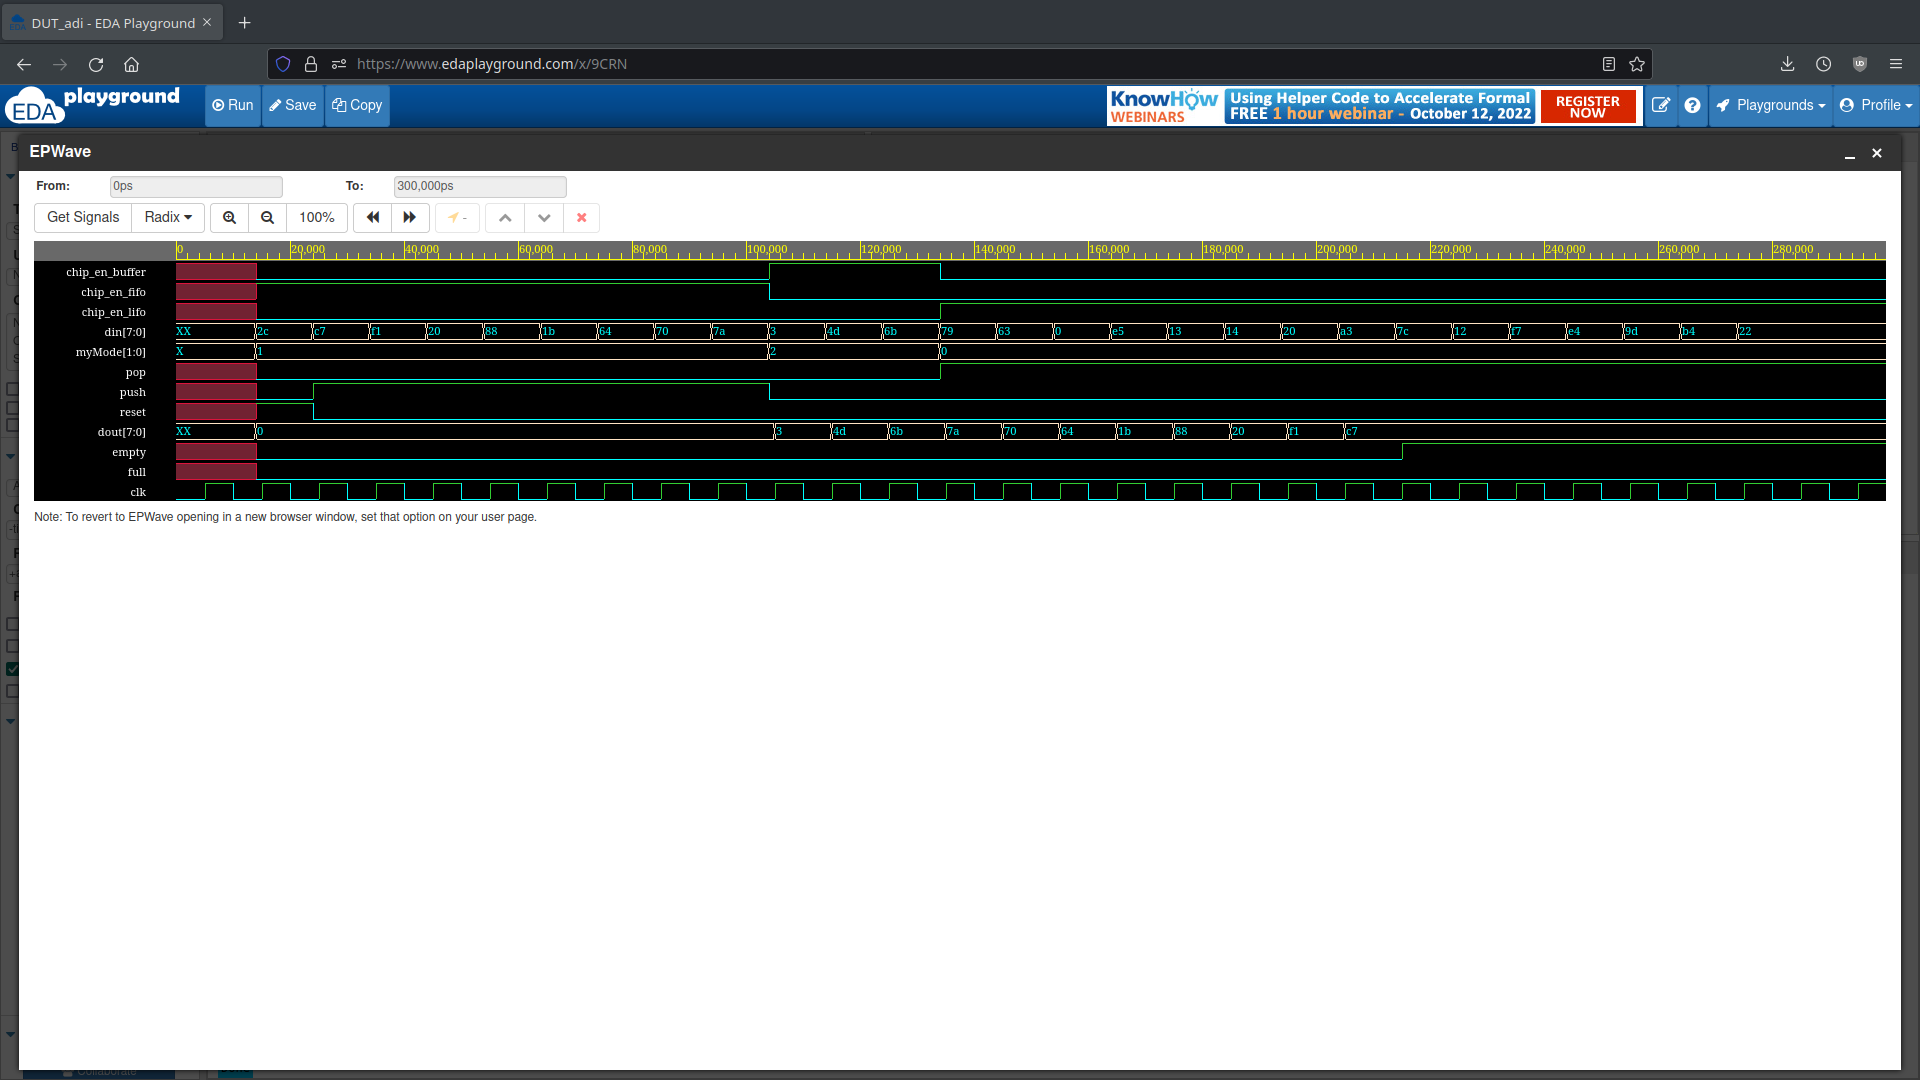 DUT_adi - EDA Playground
https://www.edaplayground.com/x/9CRN
EDA playground
Run Save Copy
KnowHow WEBINARS
Using Helper Code to Accelerate Formal
FREE 1 hour webinar - October 12, 2022
REGISTER NOW
Playgrounds Profile
EPWave
From: 0ps To: 300,000ps
Get Signals Radix 100% -
0 20,000 40,000 60,000 80,000 100,000 120,000 140,000 160,000 180,000 200,000 220,000 240,000 260,000 280,000
chip_en_buffer
chip_en_fifo
chip_en_lifo
din[7:0] XX 2c c7 f1 20 88 1b 64 70 7a 3 4d 6b 79 63 0 e5 13 14 20 a3 7c 12 f7 e4 9d b4 22
myMode[1:0] X 1 2 0
pop
push
reset
dout[7:0] XX 0 3 4d 6b 7a 70 64 1b 88 20 f1 c7
empty
full
clk
Note: To revert to EPWave opening in a new browser window, set that option on your user page.
Collaborate